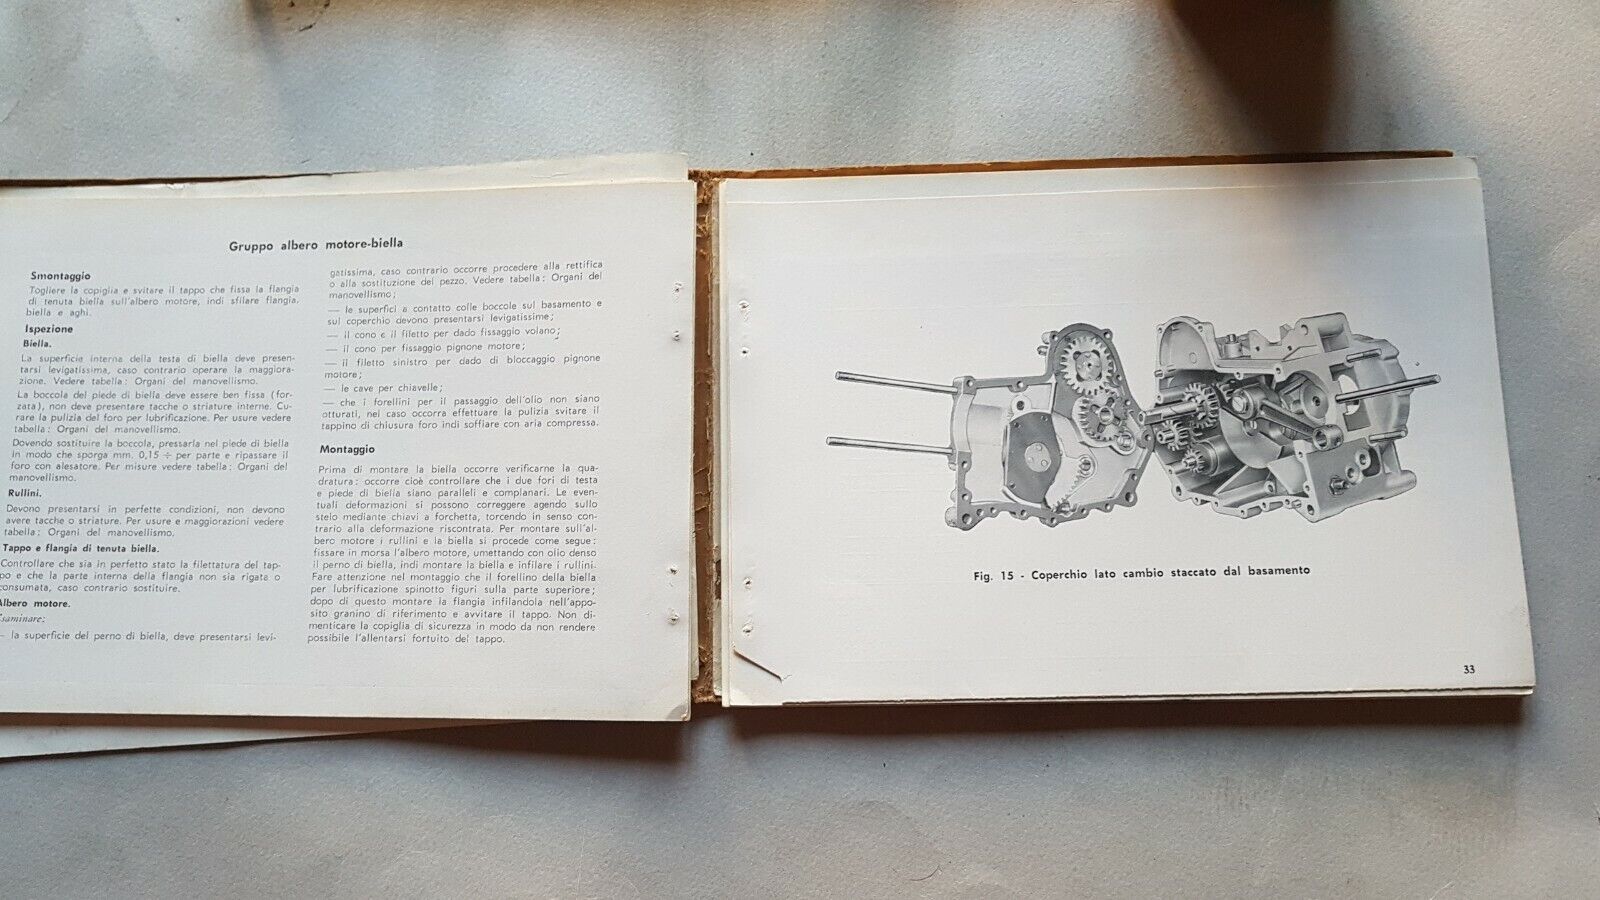 Gruppo albero motore-biella
Smontaggio
Togliere la copiglia e svitare il tappo che fissa la flangia
di tenuta biella sull'albero motore, indi sfilare flangia,
biella e aghi.
Ispezione
Biella.
La superficie interna della testa di biella deve presen-
tarsi levigatissima, caso contrario operare la maggiora-
zione. Vedere tabella: Organi del manovellismo.
La boccola del piede di biella deve essere ben fissa (for-
zata), non deve presentare tacche o striature interne. Cu-
rare la pulizia del foro per lubrificazione. Per usure vedere
tabella: Organi del manovellismo.
Dovendo sostituire la boccola, pressarla nel piede di biella
in modo che sporga mm. 0,15 ÷ per parte e ripassare il
foro con alesatore. Per misure vedere tabella: Organi del
manovellismo.
Rullini.
Devono presentarsi in perfette condizioni, non devono
avere tacche o striature. Per usure e maggiorazioni vedere
tabella: Organi del manovellismo.
Tappo e flangia di tenuta biella.
Controllare che sia in perfetto stato la filettatura del tap-
po e che la parte interna della flangia non sia rigata o
consumata, caso contrario sostituire.
Albero motore.
Esaminare:
— la superficie del perno di biella, deve presentarsi levi-
gatissima, caso contrario occorre procedere alla rettifica
o alla sostituzione del pezzo. Vedere tabella: Organi del
manovellismo;
— le superfici a contatto colle boccole sul basamento e
sul coperchio devono presentarsi levigatissime;
— il cono e il filetto per dado fissaggio volano;
— il cono per fissaggio pignone motore;
— il filetto sinistro per dado di bloccaggio pignone
motore;
— le cave per chiavelle;
— che i forellini per il passaggio dell'olio non siano
otturati, nel caso occorra effettuare la pulizia svitare il
tappino di chiusura foro indi soffiare con aria compressa.
Montaggio
Prima di montare la biella occorre verificarne la qua-
dratura: occorre cioè controllare che i due fori di testa
e piede di biella siano paralleli e complanari. Le even-
tuali deformazioni si possono correggere agendo sullo
stelo mediante chiavi a forchetta, torcendo in senso con-
trario alla deformazione riscontrata. Per montare sull'al-
bero motore i rullini e la biella si procede come segue:
fissare in morsa l'albero motore, umettando con olio denso
il perno di biella, indi montare la biella e infilare i rullini.
Fare attenzione nel montaggio che il forellino della biella
per lubrificazione spinotto figuri sulla parte superiore;
dopo di questo montare la flangia infilandola nell'appo-
sito granino di riferimento e avvitare il tappo. Non di-
menticare la copiglia di sicurezza in modo da non rendere
possibile l'allentarsi fortuito del tappo.
Fig. 15 - Coperchio lato cambio staccato dal basamento
33